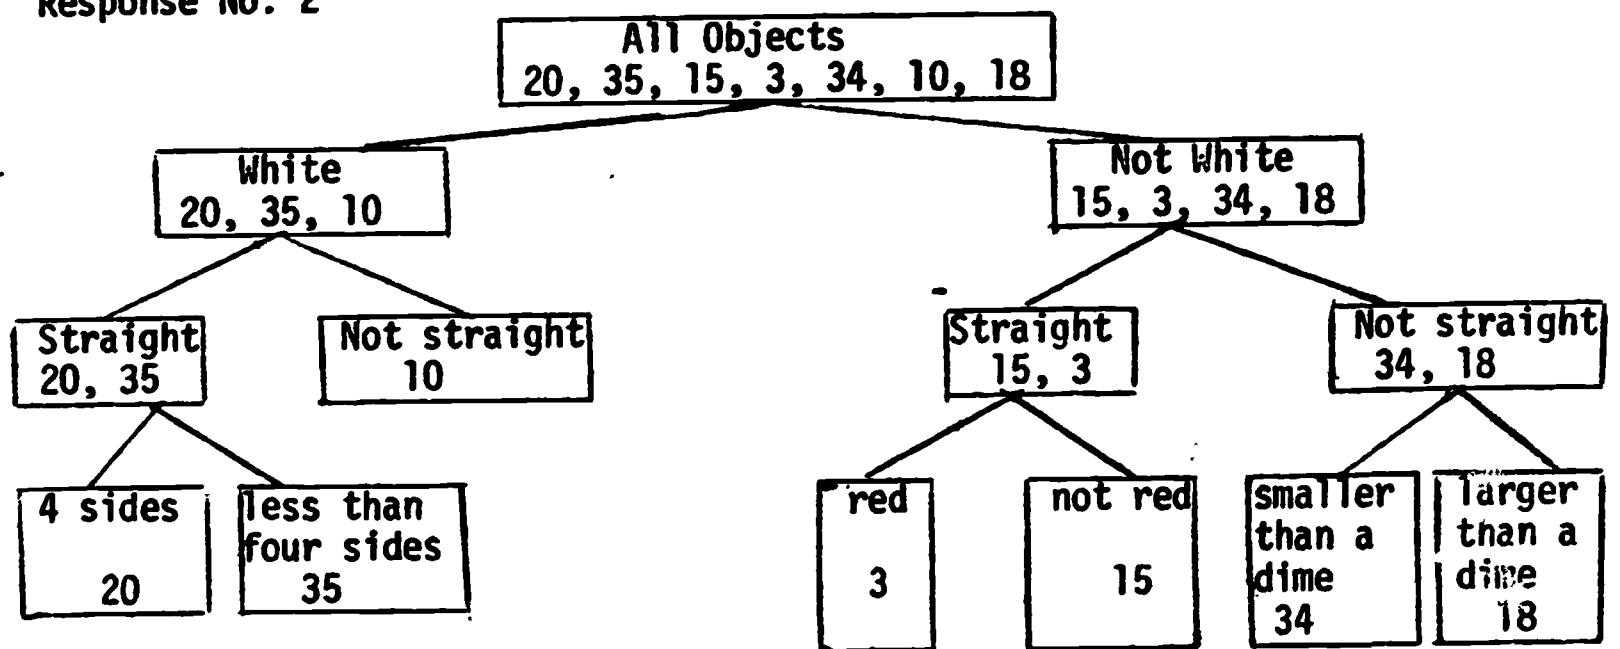 Response No. 2
All Objects
20, 35, 15, 3, 34, 10, 18
White
20, 35, 10
Not White
15, 3, 34, 18
Straight
20, 35
Not straight
10
Straight
15, 3
Not straight
34, 18
4 sides
20
less than
four sides
35
red
3
not red
15
smaller
than a
dime
34
larger
than a
dime
18